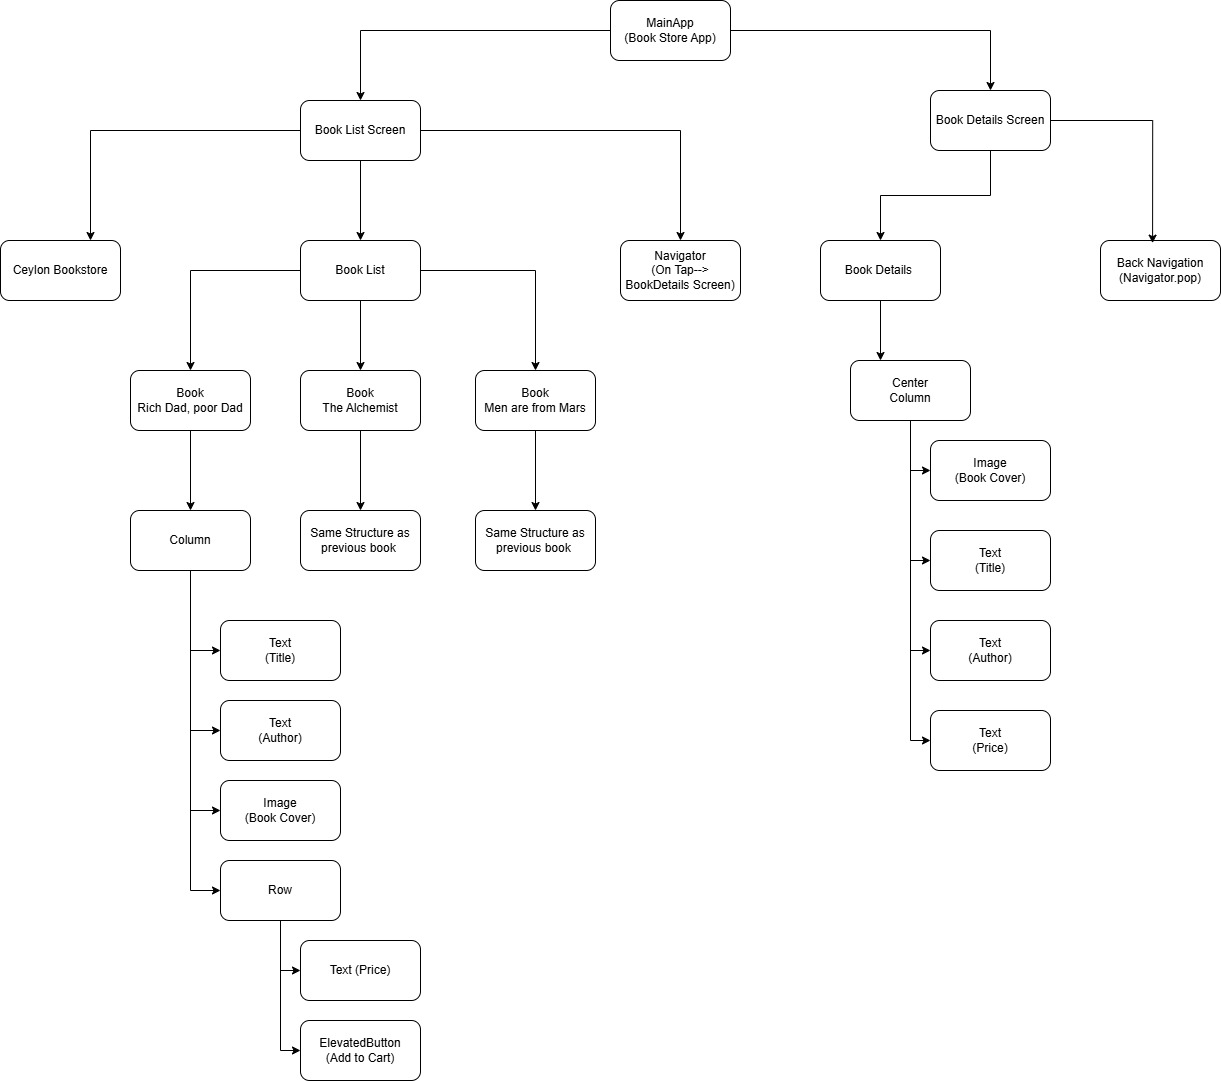 MainApp
(Book Store App)
Book List Screen
Book Details Screen
Ceylon Bookstore
Book List
Navigator
(On Tap-->
BookDetails Screen)
Book Details
Back Navigation
(Navigator.pop)
Book
Rich Dad, poor Dad
Book
The Alchemist
Book
Men are from Mars
Center
Column
Column
Same Structure as
previous book
Same Structure as
previous book
Image
(Book Cover)
Text
(Title)
Text
(Author)
Text
(Price)
Text
(Title)
Text
(Author)
Image
(Book Cover)
Row
Text (Price)
ElevatedButton
(Add to Cart)